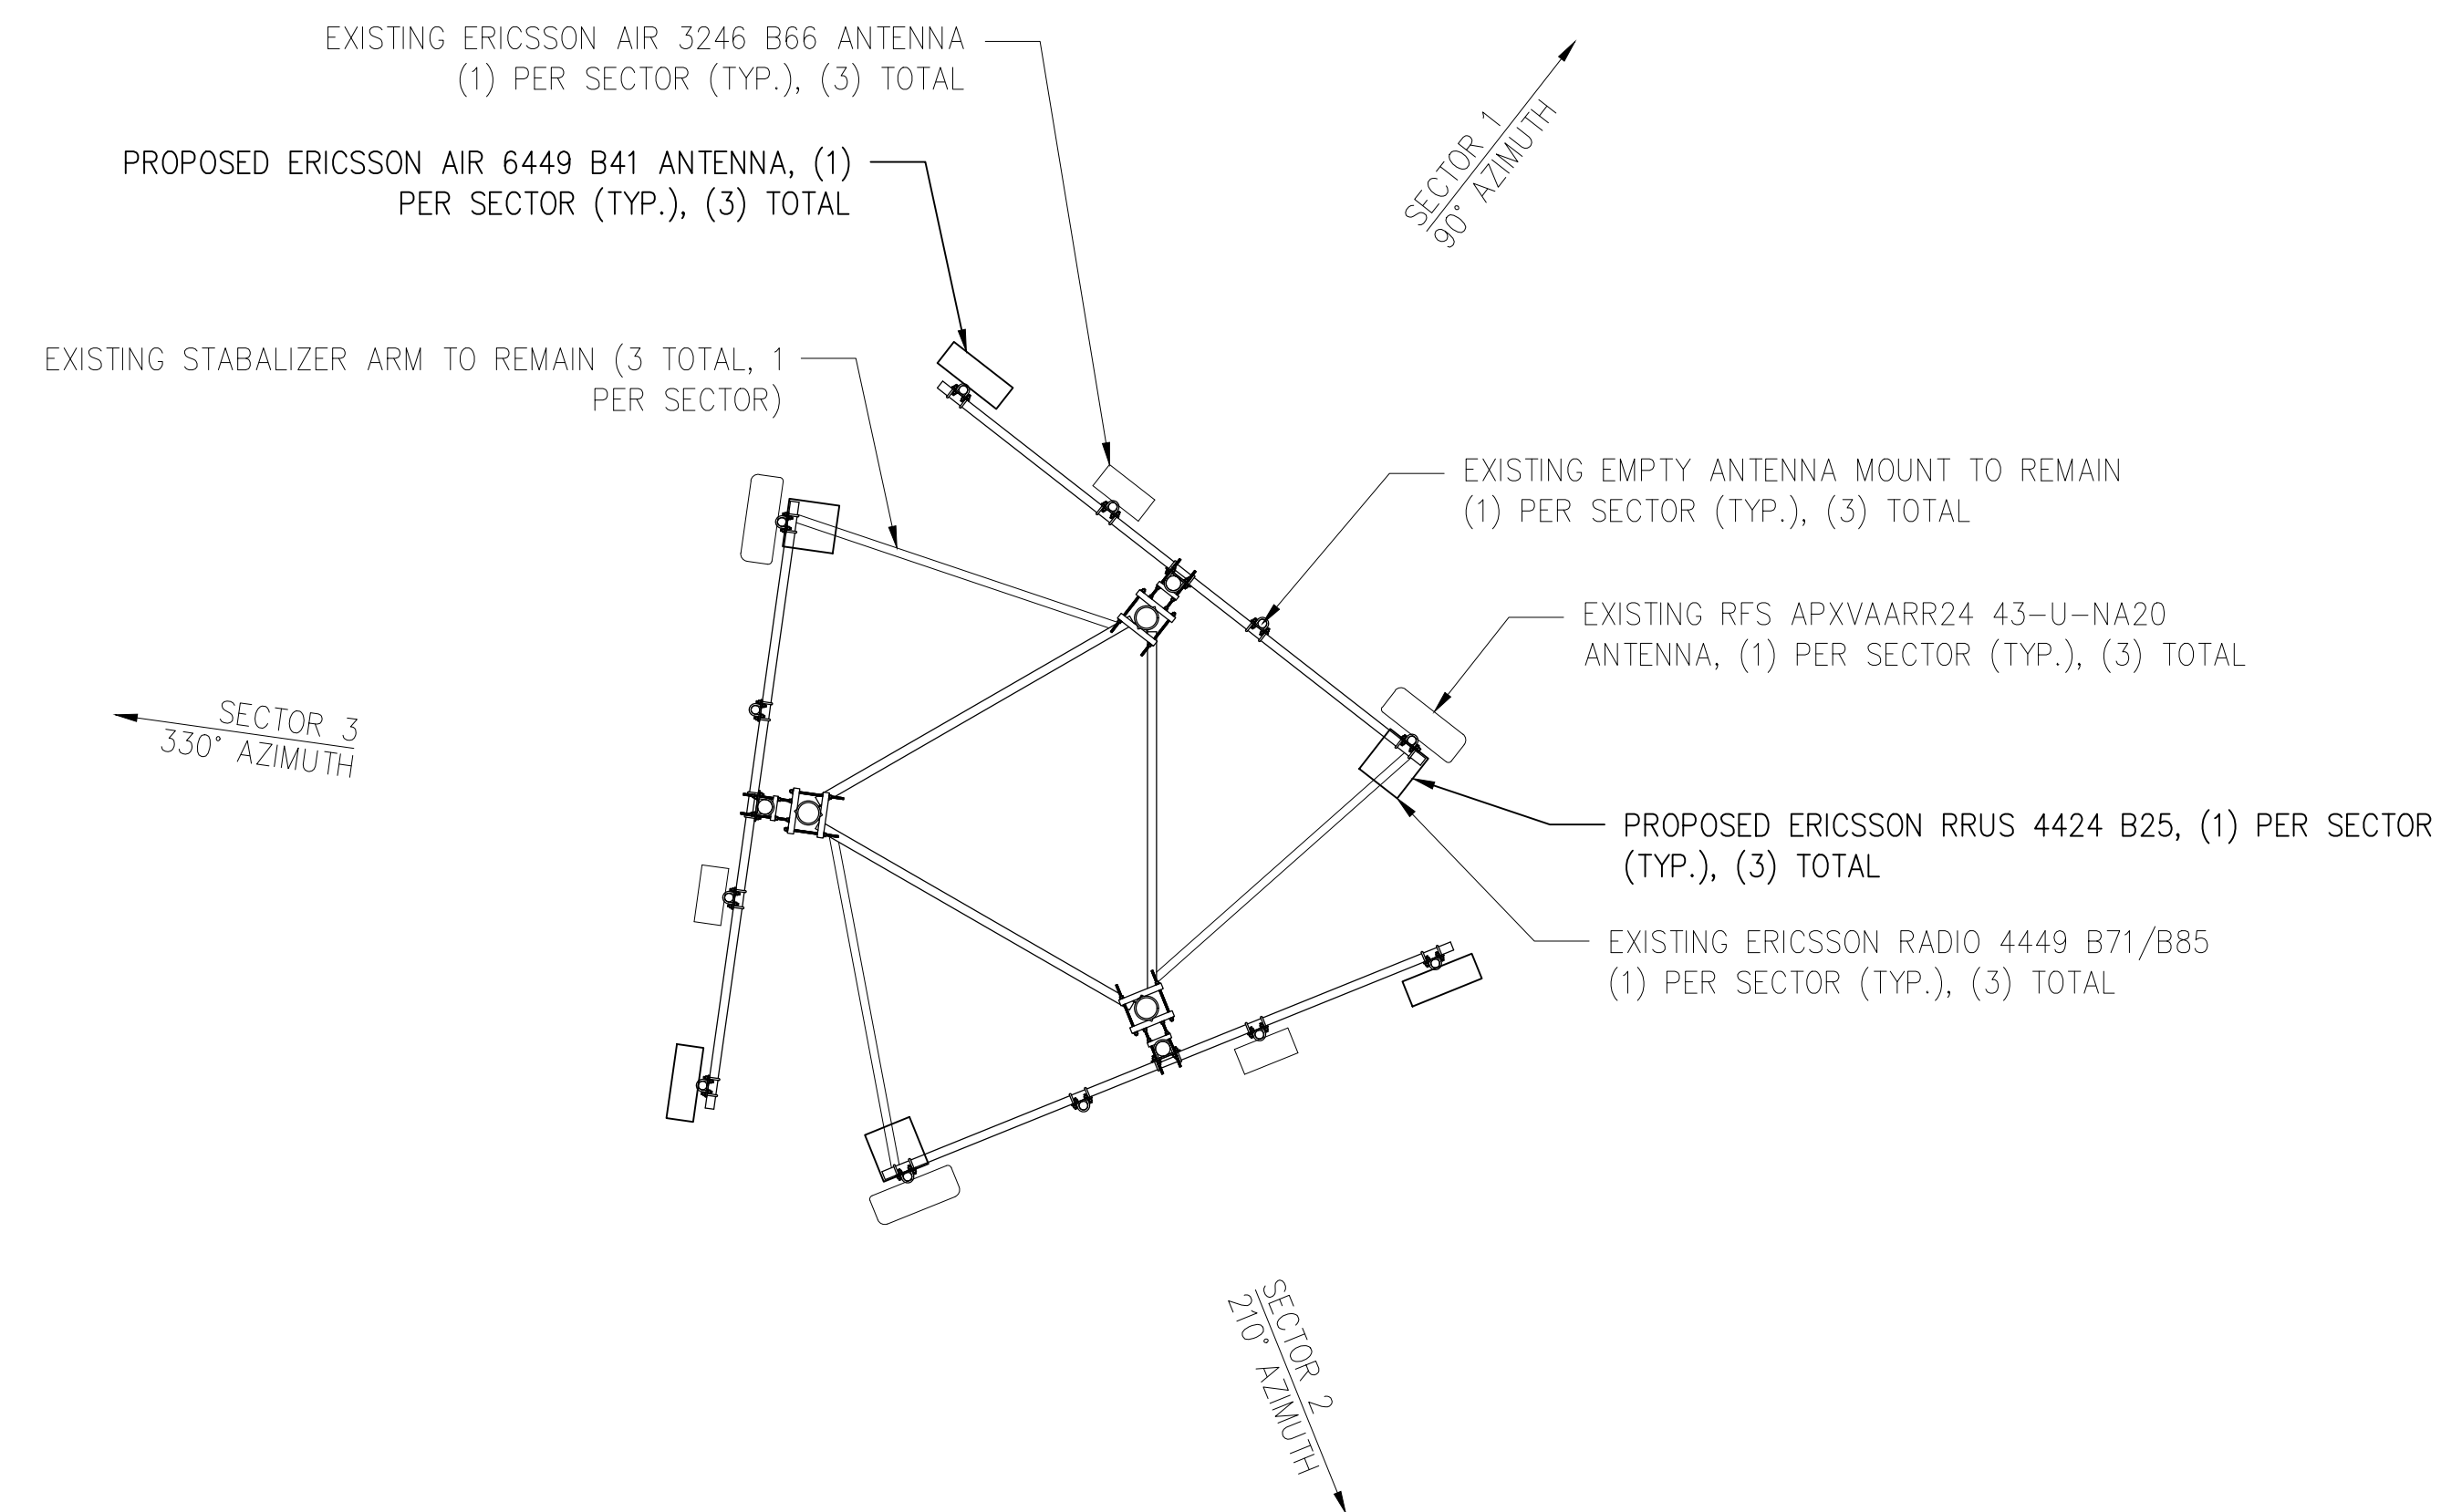 EXISTING ERICSSON AIR 3246 B66 ANTENNA
(1) PER SECTOR (TYP.), (3) TOTAL
PROPOSED ERICSSON AIR 6449 B41 ANTENNA, (1)
PER SECTOR (TYP.), (3) TOTAL
EXISTING STABALIZER ARM TO REMAIN (3 TOTAL, 1
PER SECTOR)
SECTOR 1
90° AZIMUTH
EXISTING EMPTY ANTENNA MOUNT TO REMAIN
(1) PER SECTOR (TYP.), (3) TOTAL
EXISTING RFS APXVAARR24 43-U-NA20
ANTENNA, (1) PER SECTOR (TYP.), (3) TOTAL
SECTOR 3
330° AZIMUTH
PROPOSED ERICSSON RRUS 4424 B25, (1) PER SECTOR
(TYP.), (3) TOTAL
EXISTING ERICSSON RADIO 4449 B71/B85
(1) PER SECTOR (TYP.), (3) TOTAL
SECTOR 2
210° AZIMUTH